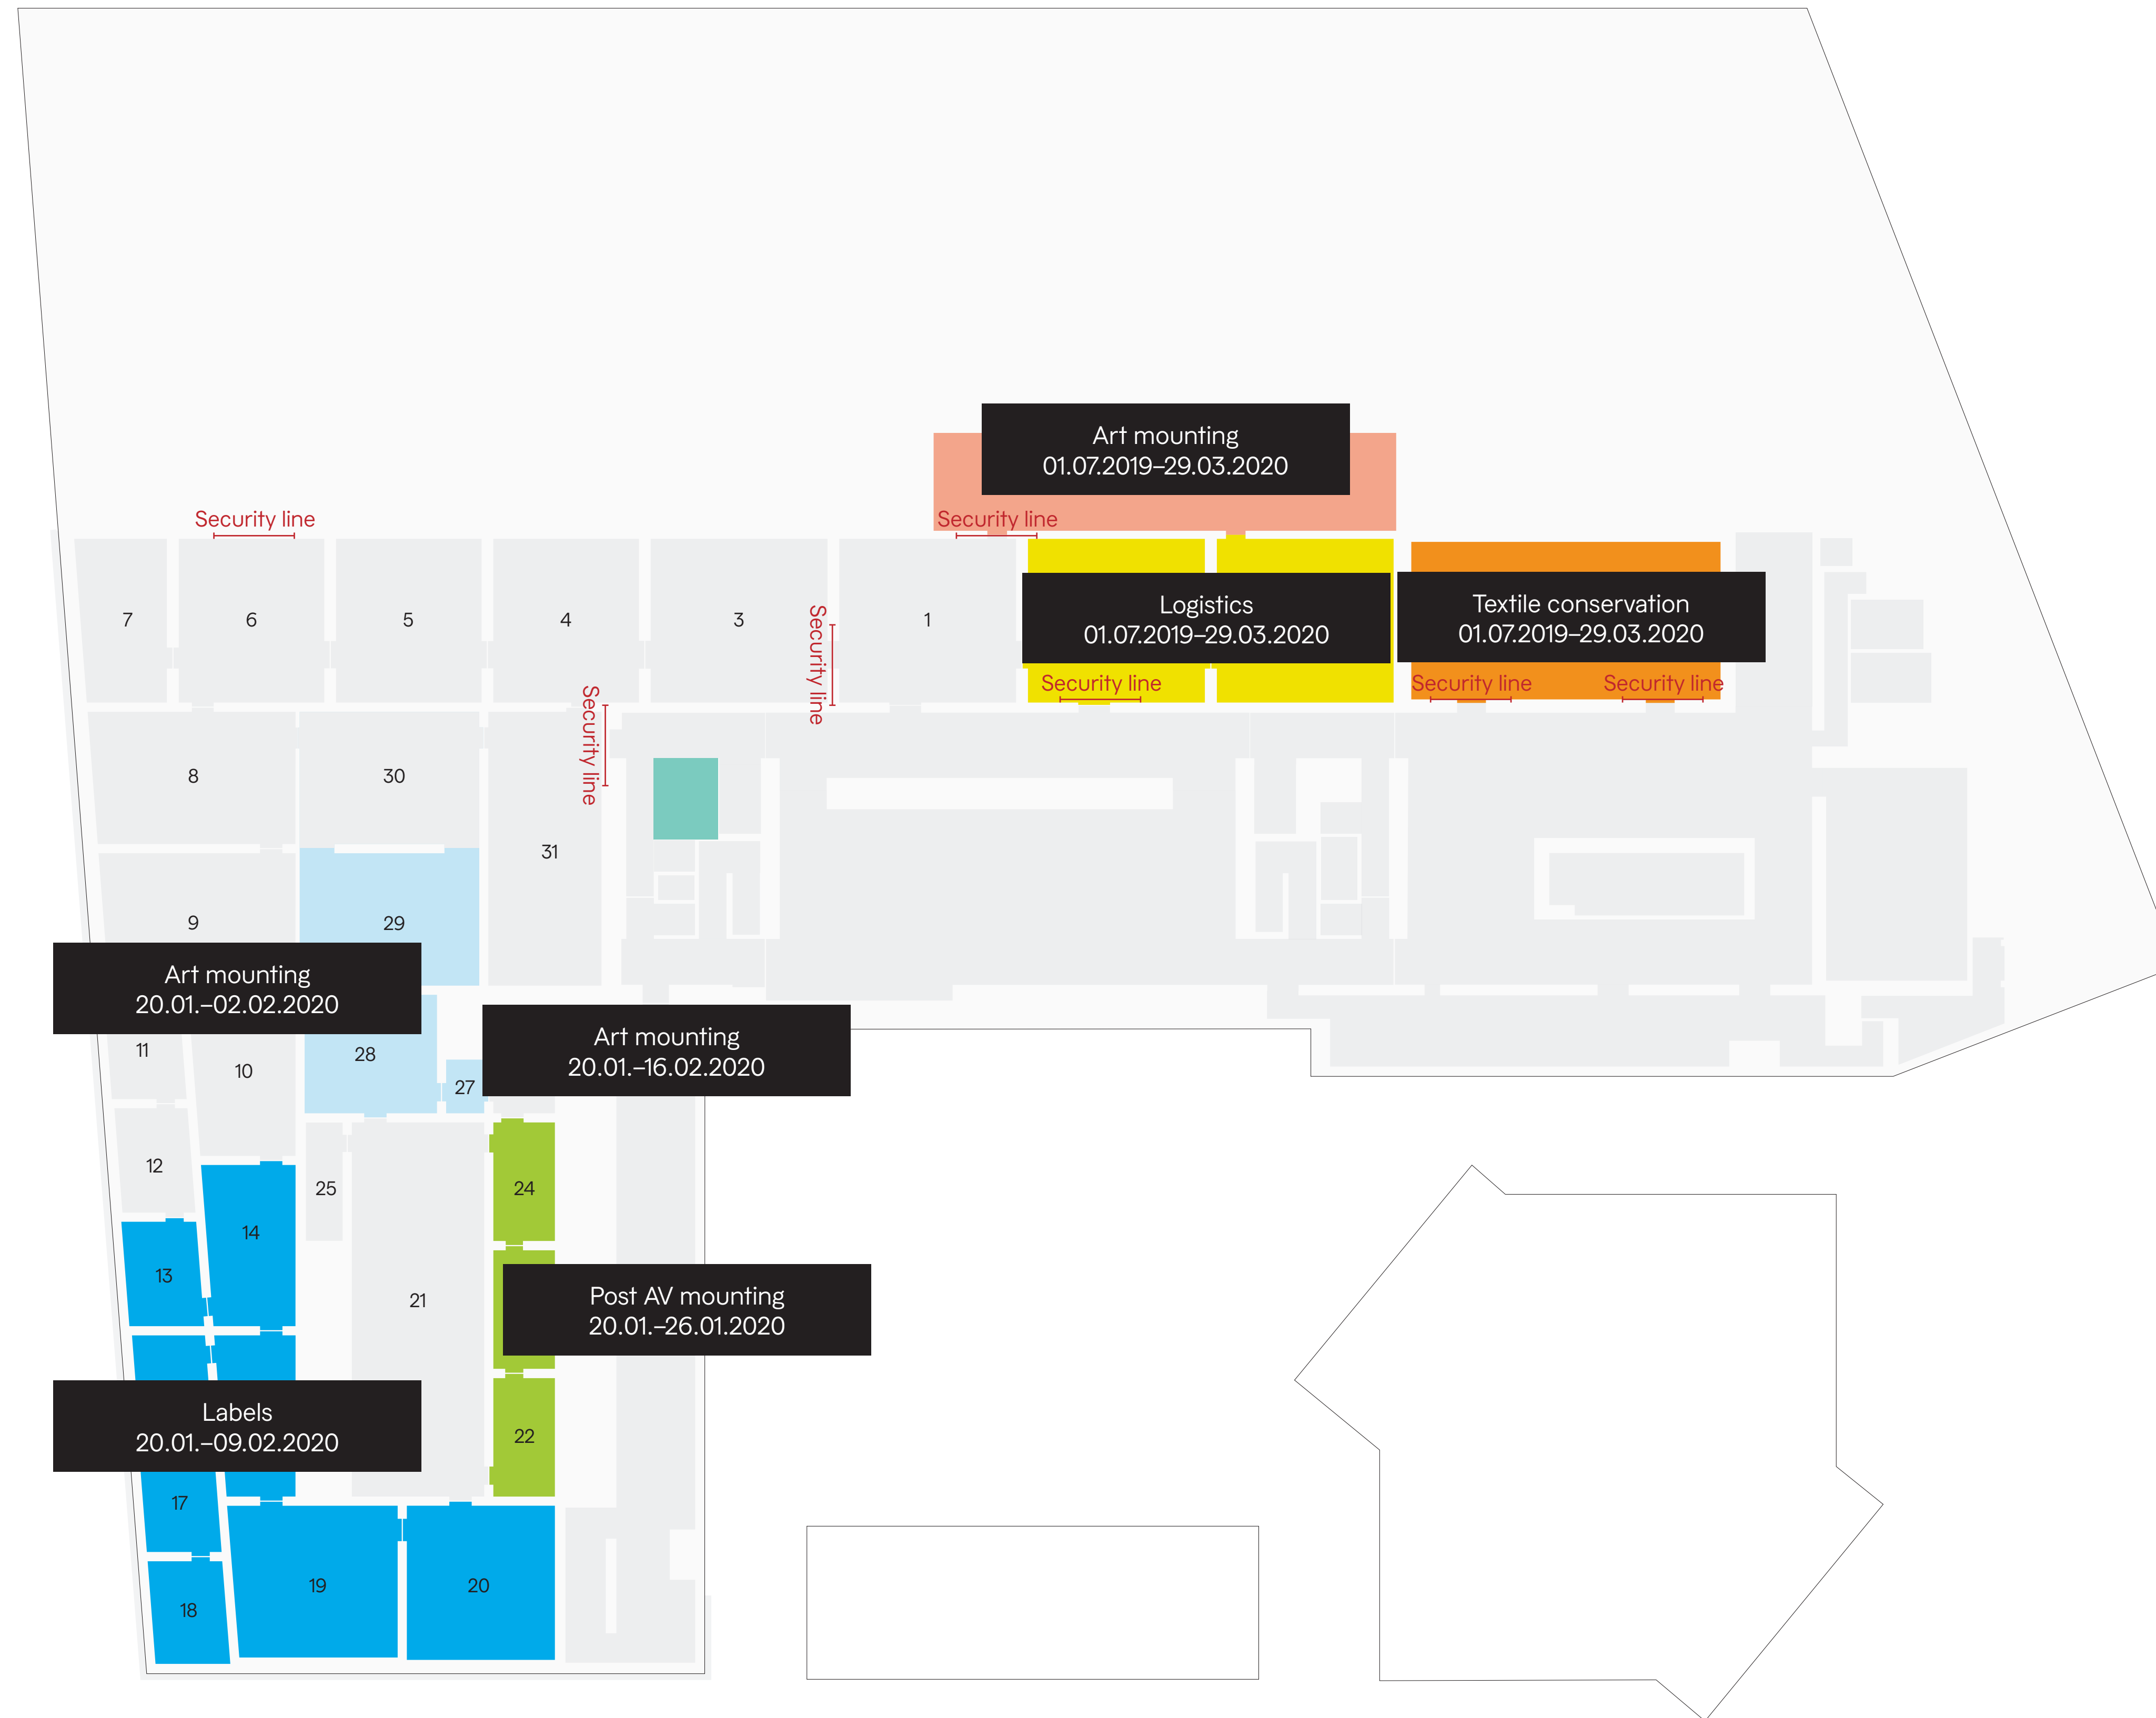 Art mounting
01.07.2019–29.03.2020
Security line
Security line
7
6
5
4
3
Security line
1
Logistics
01.07.2019–29.03.2020
Textile conservation
01.07.2019–29.03.2020
Security line
Security line
Security line
Security line
8
30
31
9
29
Art mounting
20.01.–02.02.2020
11
10
28
27
Art mounting
20.01.–16.02.2020
12
25
24
14
13
21
Post AV mounting
20.01.–26.01.2020
Labels
20.01.–09.02.2020
22
17
19
20
18